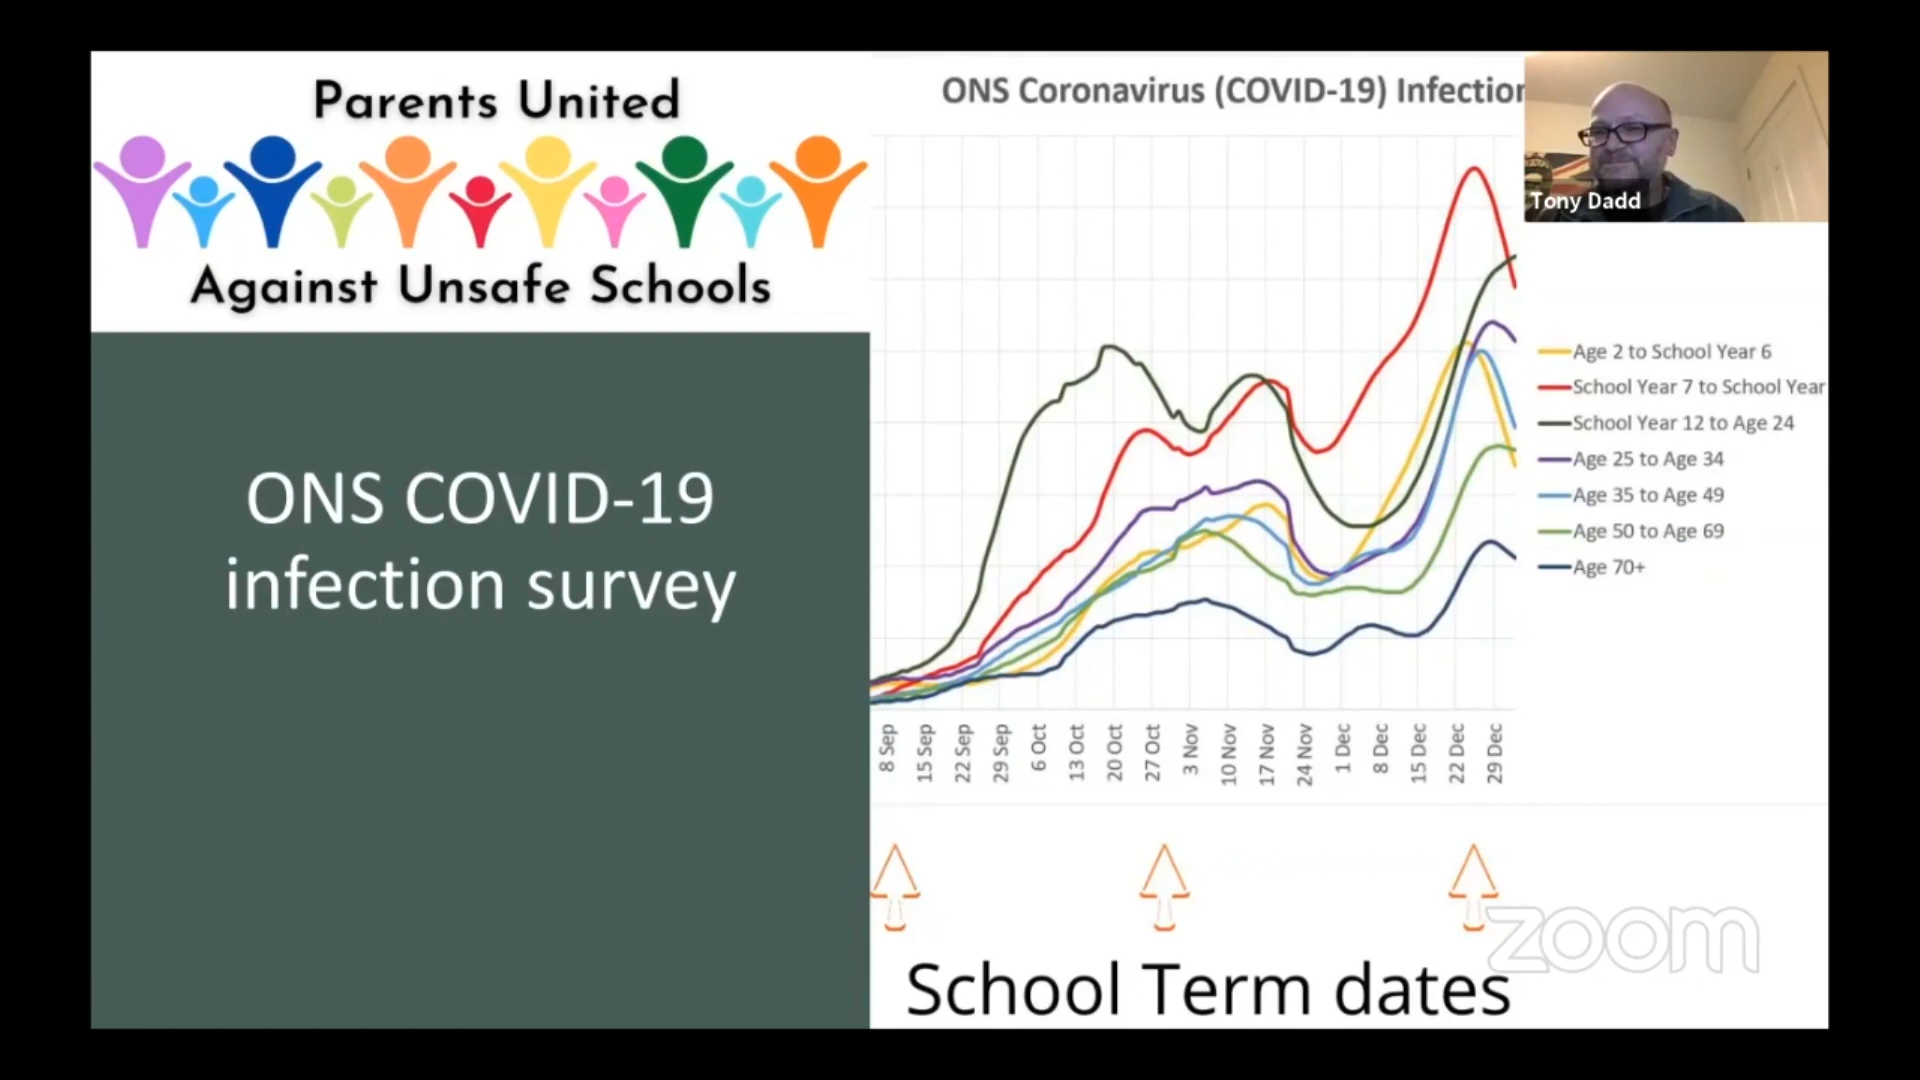 Parents United
Against Unsafe Schools
ONS COVID-19
infection survey
ONS Coronavirus (COVID-19) Infection
Tony Dadd
Age 2 to School Year 6
School Year 7 to School Year
School Year 12 to Age 24
Age 25 to Age 34
Age 35 to Age 49
Age 50 to Age 69
Age 70+
8 Sep
15 Sep
22 Sep
29 Sep
6 Oct
13 Oct
20 Oct
27 Oct
3 Nov
10 Nov
17 Nov
24 Nov
1 Dec
8 Dec
15 Dec
22 Dec
29 Dec
School Term dates
zoom